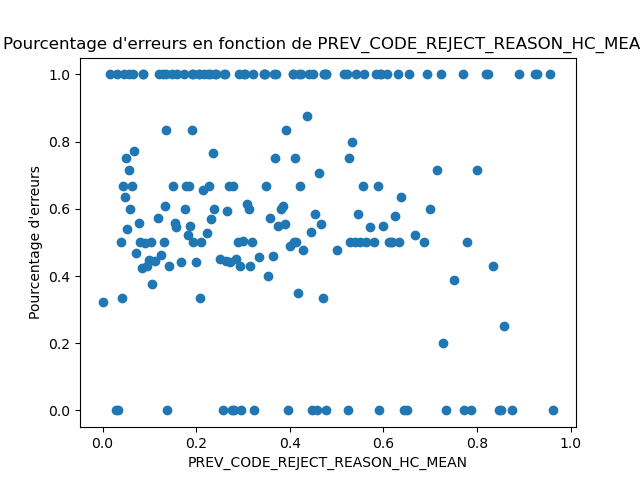 Pourcentage d'erreurs en fonction de PREV_CODE_REJECT_REASON_HC_MEA
1.0
0.8
0.6
0.4
0.2
0.0
Pourcentage d'erreurs
0.0 0.2 0.4 0.6 0.8 1.0
PREV_CODE_REJECT_REASON_HC_MEAN